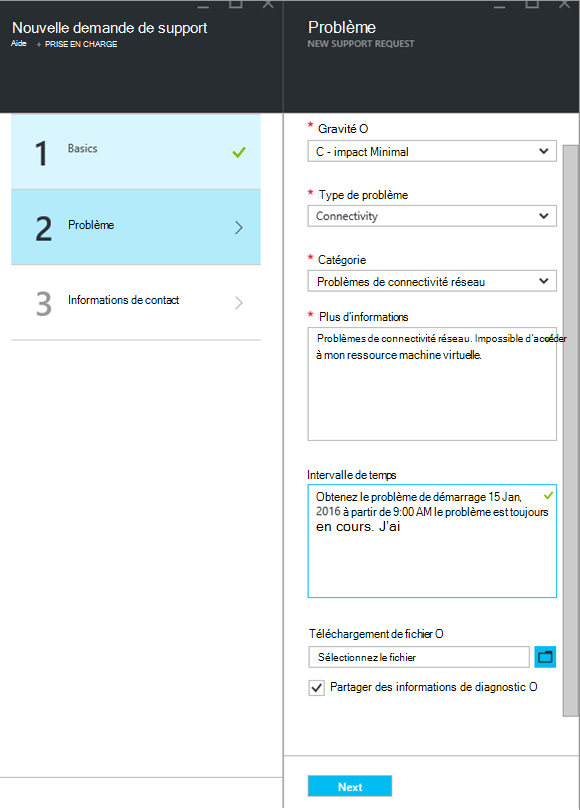 Nouvelle demande de support
Aide + PRISE EN CHARGE
1 Basics
2 Problème
3 Informations de contact
Problème
NEW SUPPORT REQUEST
* Gravité O
C - impact Minimal
* Type de problème
Connectivity
* Catégorie
Problèmes de connectivité réseau
* Plus d'informations
Problèmes de connectivité réseau. Impossible d'accéder
à mon ressource machine virtuelle.
Intervalle de temps
Obtenez le problème de démarrage 15 Jan,
2016 à partir de 9:00 AM le problème est toujours
en cours. J'ai
Téléchargement de fichier O
Sélectionnez le fichier
Partager des informations de diagnostic O
Next